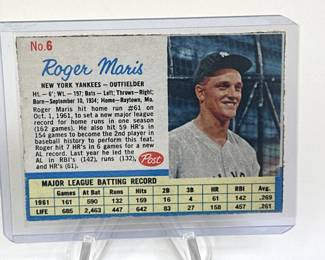 No.6
Roger Maris
NEW YORK YANKEES - OUTFIELDER
Ht.-6'; Wt.-197; Bats-Left; Throws-Right;
Born-September 10, 1934; Home-Raytown, Mo.
Roger Maris hit home run #61
on Oct. 1, 1961, to set a new major league
record for home runs in one season
(162 games). He also hit 59 HR's in
154 games to become the 2nd player in
baseball history to perform this feat.
Roger hit 7 HR's in 6 games for a new
AL record. Last year he led the
AL in RBI's (142), runs (132),
and HR's (61).
Post
MAJOR LEAGUE BATTING RECORD
Games At Bat Runs Hits 2B 3B HR RBI Avg.
1961 161 590 132 159 16 4 61 142 .269
LIFE 685 2,463 447 642 83 27 158 .261